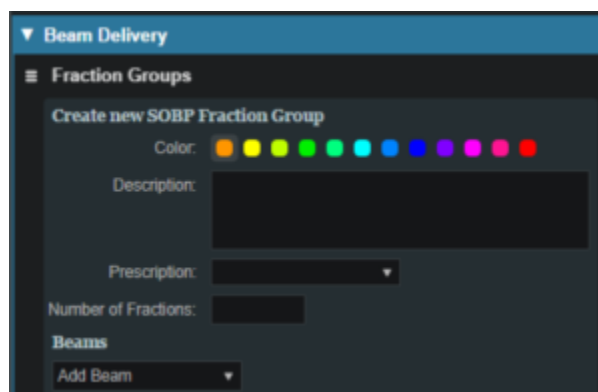 Beam Delivery
Fraction Groups
Create new SOBP Fraction Group
Color:
Description:
Prescription:
Number of Fractions:
Beams
Add Beam